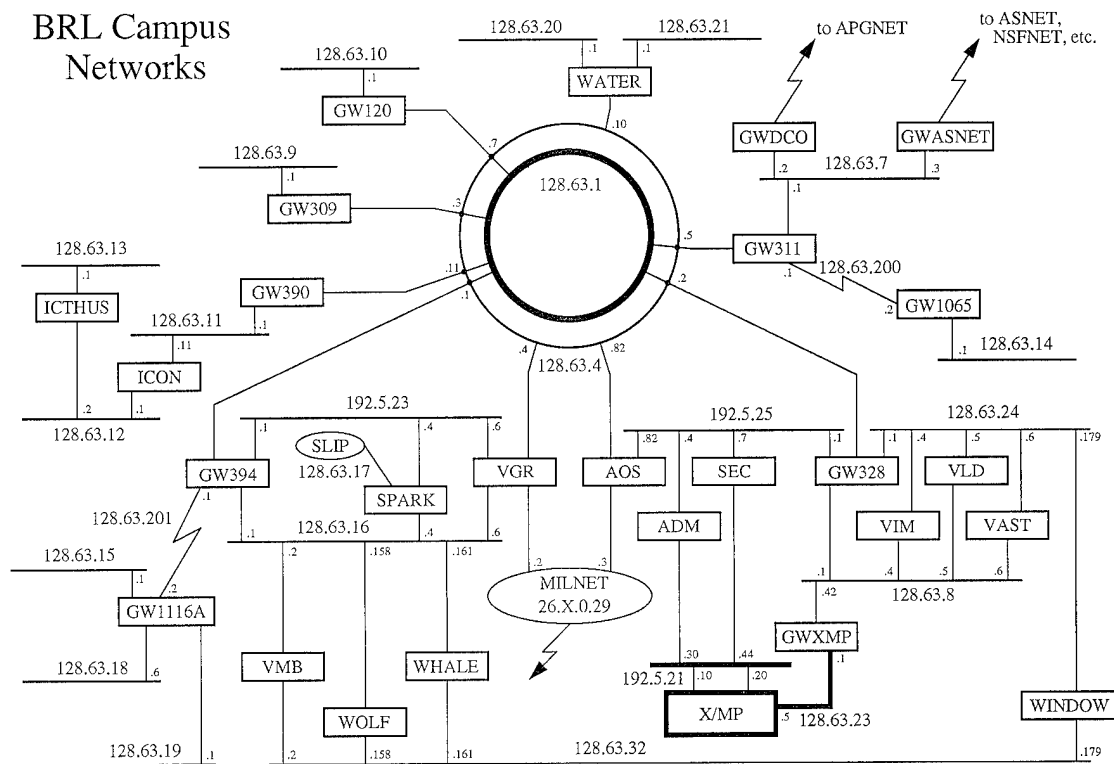 BRL Campus
Networks
128.63.20
128.63.21
.1
.1
WATER
.10
to APGNET
to ASNET,
NSFNET, etc.
128.63.10
.1
GW120
.7
GWDCO
GWASNET
.2
128.63.7
.3
.1
128.63.9
.1
GW309
.3
128.63.1
.5
GW311
.1
128.63.200
.2
GW1065
.1
128.63.14
128.63.13
.1
ICTHUS
.11
.1
GW390
.1
128.63.11
.11
ICON
.2
.1
128.63.12
.2
.4
.82
128.63.4
192.5.23
.1
.4
.6
SLIP
128.63.17
GW394
.1
SPARK
VGR
AOS
192.5.25
.82
.4
.7
.1
SEC
GW328
128.63.24
.1
.4
.5
.6
.179
VLD
ADM
VIM
VAST
128.63.201
.1
128.63.16
.4
.6
.2
.158
.161
.2
.3
MILNET
26.X.0.29
.1
.4
.5
.6
128.63.8
.42
GWXMP
.1
128.63.15
.1
.2
GW1116A
128.63.18
.6
VMB
WHALE
WOLF
.30
.44
192.5.21
.10
.20
X/MP
.5
128.63.23
WINDOW
128.63.19
.1
.2
.158
.161
128.63.32
.179